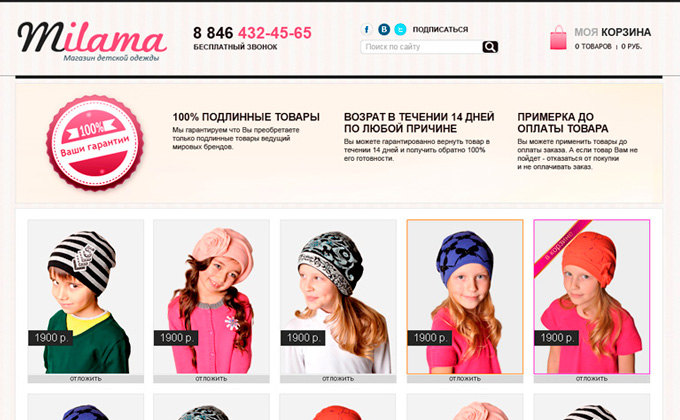 Milama
Магазин детской одежды
8 846 432-45-65
БЕСПЛАТНЫЙ ЗВОНОК
f В ПОДПИСАТЬСЯ
Поиск по сайту
МОЯ КОРЗИНА
0 ТОВАРОВ | 0 РУБ.
100%
Ваши гарантии
100% ПОДЛИННЫЕ ТОВАРЫ
Мы гарантируем что Вы преобретаете
только подлинные товары ведущий
мировых брендов.
ВОЗРАТ В ТЕЧЕНИИ 14 ДНЕЙ
ПО ЛЮБОЙ ПРИЧИНЕ
Вы можете гарантированно вернуть товар в
течении 14 дней и получить обратно 100%
его готовности.
ПРИМЕРКА ДО
ОПЛАТЫ ТОВАРА
Вы можете применить товары до
оплаты заказа. А если товар Вам не
пойдет - отказаться от покупки
и не оплачивать заказ.
в корзине
1900 р.
1900 р.
1900 р.
1900 р.
1900 р.
отложить
отложить
отложить
отложить
отложить